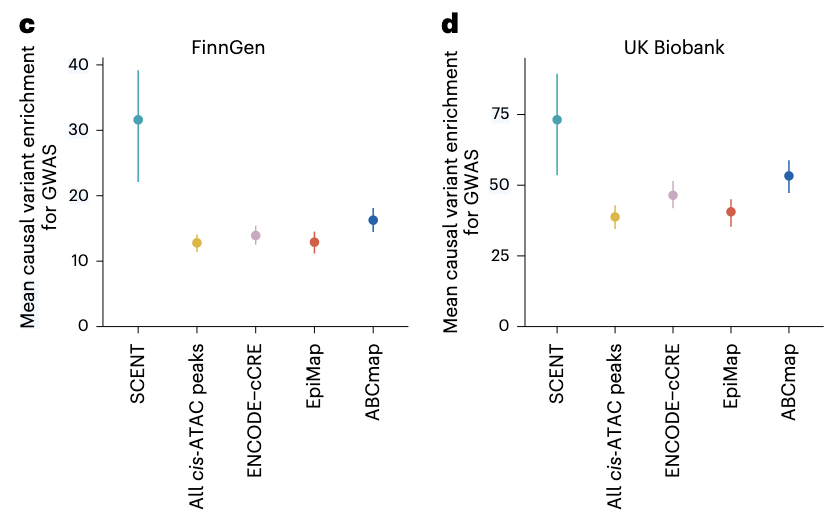 c
FinnGen
Mean causal variant enrichment
for GWAS
40
30
20
10
0
SCENT
All cis-ATAC peaks
ENCODE–cCRE
EpiMap
ABCmap
d
UK Biobank
Mean causal variant enrichment
for GWAS
75
50
25
0
SCENT
All cis-ATAC peaks
ENCODE–cCRE
EpiMap
ABCmap